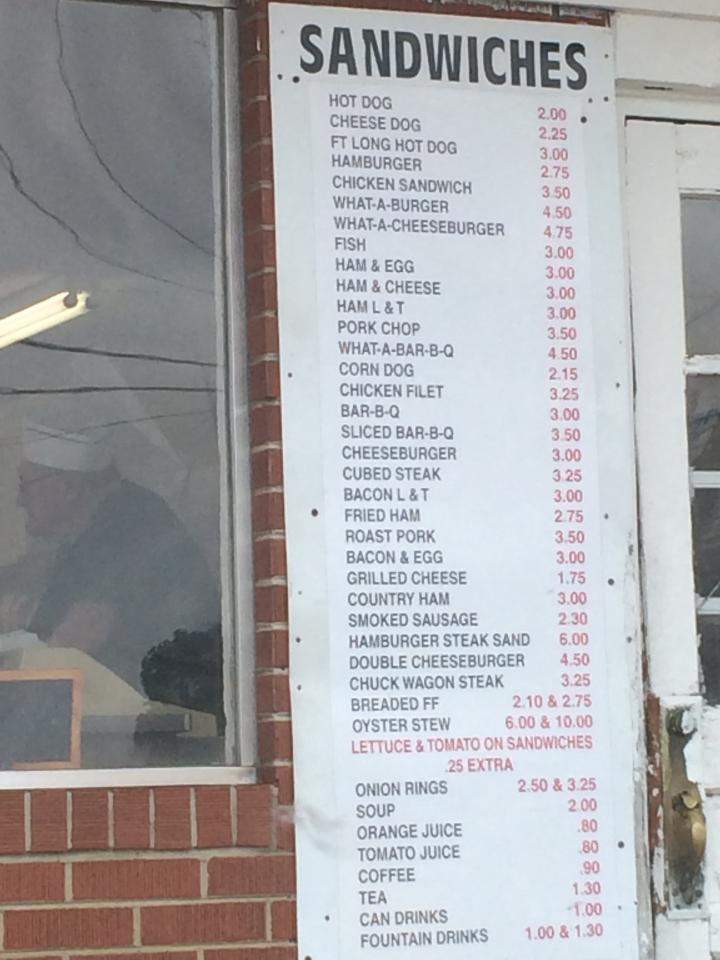 SANDWICHES
HOT DOG 2.00
CHEESE DOG 2.25
FT LONG HOT DOG 3.00
HAMBURGER 2.75
CHICKEN SANDWICH 3.50
WHAT-A-BURGER 4.50
WHAT-A-CHEESEBURGER 4.75
FISH 3.00
HAM & EGG 3.00
HAM & CHEESE 3.00
HAM L & T 3.00
PORK CHOP 3.50
WHAT-A-BAR-B-Q 4.50
CORN DOG 2.15
CHICKEN FILET 3.25
BAR-B-Q 3.00
SLICED BAR-B-Q 3.50
CHEESEBURGER 3.00
CUBED STEAK 3.25
BACON L & T 3.00
FRIED HAM 2.75
ROAST PORK 3.50
BACON & EGG 3.00
GRILLED CHEESE 1.75
COUNTRY HAM 3.00
SMOKED SAUSAGE 2.30
HAMBURGER STEAK SAND 6.00
DOUBLE CHEESEBURGER 4.50
CHUCK WAGON STEAK 3.25
BREADED FF 2.10 & 2.75
OYSTER STEW 6.00 & 10.00
LETTUCE & TOMATO ON SANDWICHES
.25 EXTRA
ONION RINGS 2.50 & 3.25
SOUP 2.00
ORANGE JUICE .80
TOMATO JUICE .80
COFFEE .90
TEA 1.30
CAN DRINKS 1.00
FOUNTAIN DRINKS 1.00 & 1.30